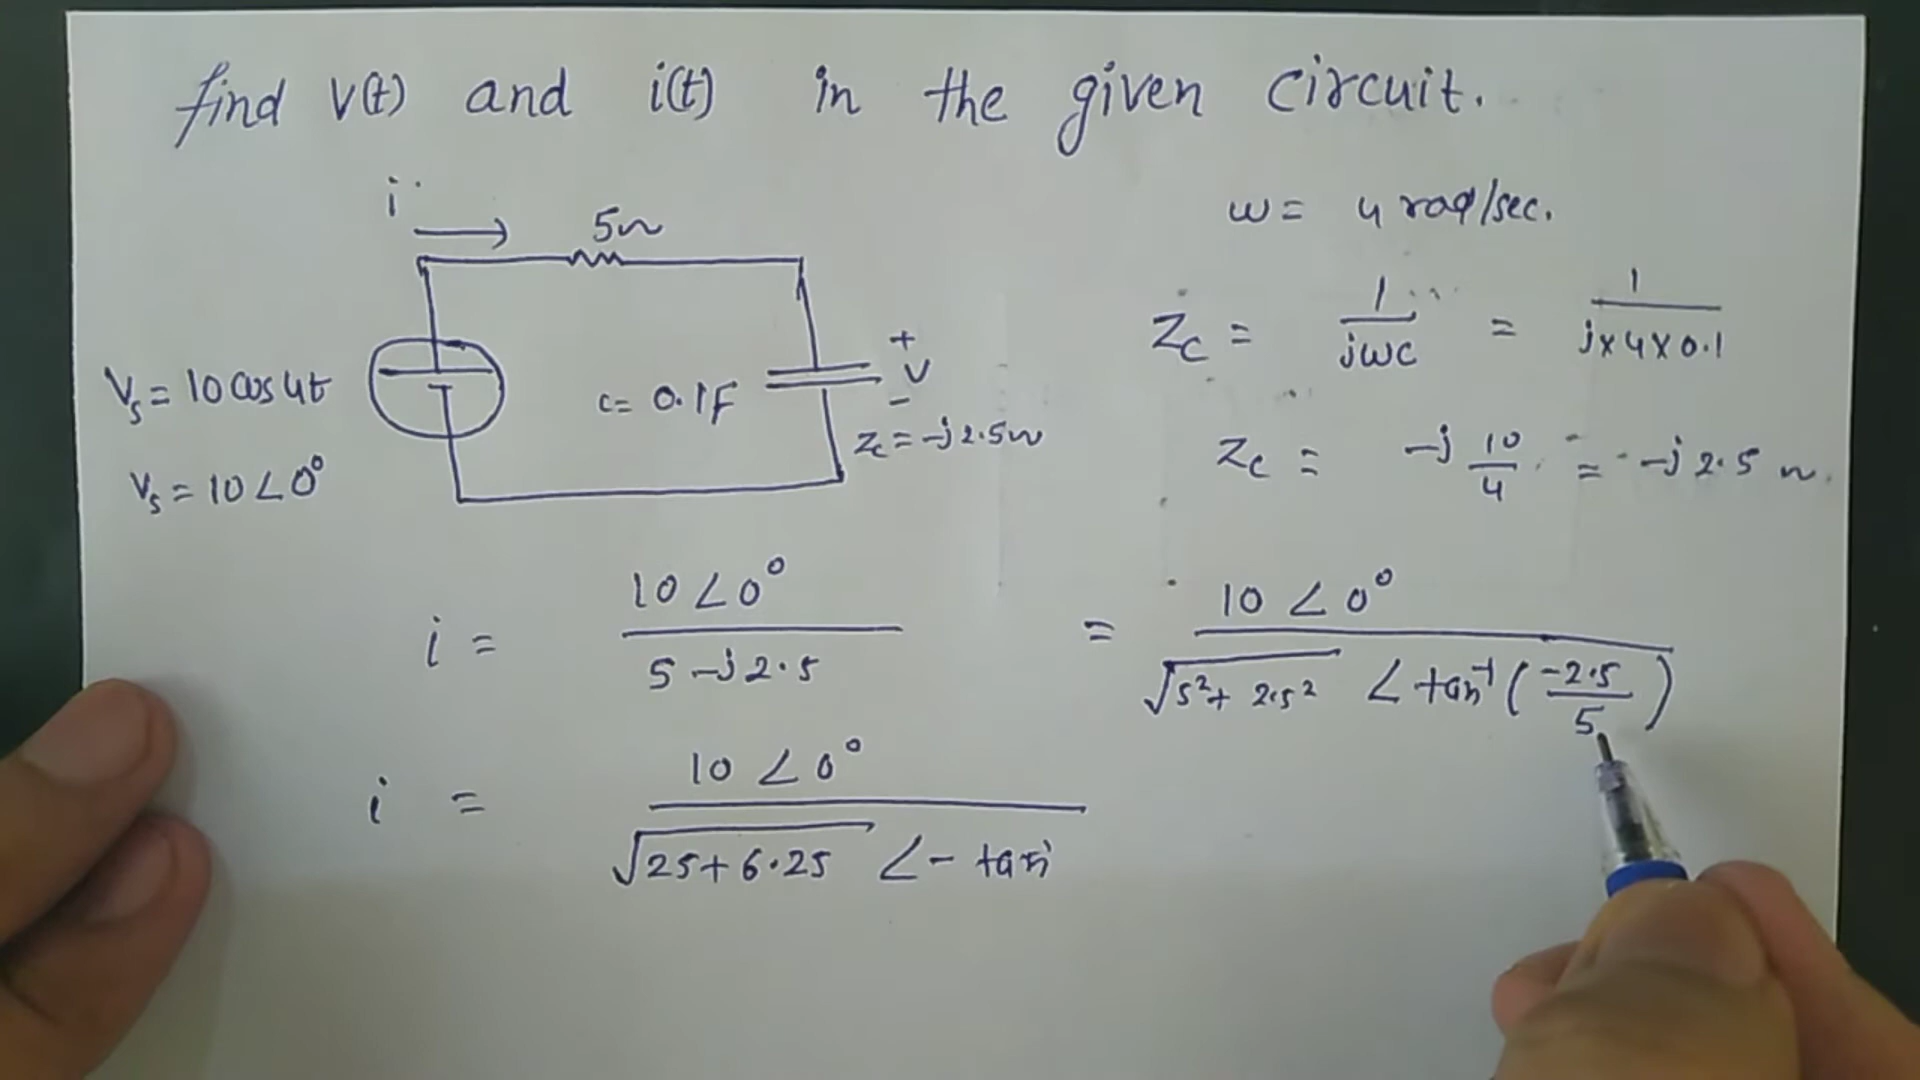 find v(t) and i(t) in the given circuit.
i
5Ω
Vs = 10 cos 4t
Vs = 10 ∠0°
c = 0.1F
+
V
-
Zc = -j2.5Ω
ω = 4 rad/sec.
Zc = 1/jωc = 1/j×4×0.1
Zc = -j 10/4 = -j 2.5 Ω.
i = 10 ∠0° / 5 - j2.5 = 10 ∠0° / √5² + 2.5² ∠ tan⁻¹ (-2.5/5)
i = 10 ∠0° / √25 + 6.25 ∠ - tan⁻¹